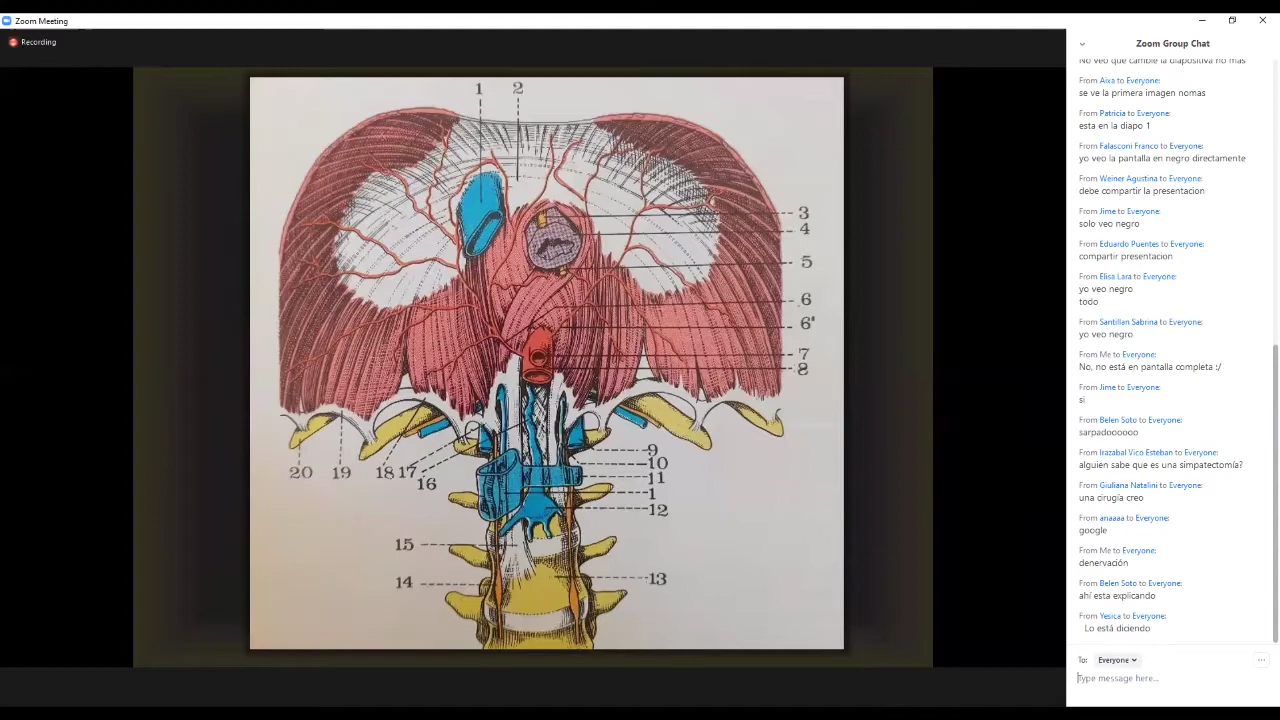 Zoom Meeting
Recording
1 2
3
4
5
6
6'
7
8
20 19 18 17
16
9
10
11
1
12
15
14
13
Zoom Group Chat
No veo que cambie la diapositiva no mas
From Aixa to Everyone:
se ve la primera imagen nomas
From Patricia to Everyone:
esta en la diapo 1
From Falasconi Franco to Everyone:
yo veo la pantalla en negro directamente
From Weiner Agustina to Everyone:
debe compartir la presentacion
From Jime to Everyone:
solo veo negro
From Eduardo Puentes to Everyone:
compartir presentacion
From Elisa Lara to Everyone:
yo veo negro
todo
From Santillan Sabrina to Everyone:
yo veo negro
From Me to Everyone:
No, no está en pantalla completa :/
From Jime to Everyone:
si
From Belen Soto to Everyone:
sarpadoooooo
From Irazabal Vico Esteban to Everyone:
alguien sabe que es una simpatectomía?
From Giuliana Natalini to Everyone:
una cirugía creo
From anaaaa to Everyone:
google
From Me to Everyone:
denervación
From Belen Soto to Everyone:
ahí esta explicando
From Yesica to Everyone:
Lo está diciendo
To: Everyone
Type message here...